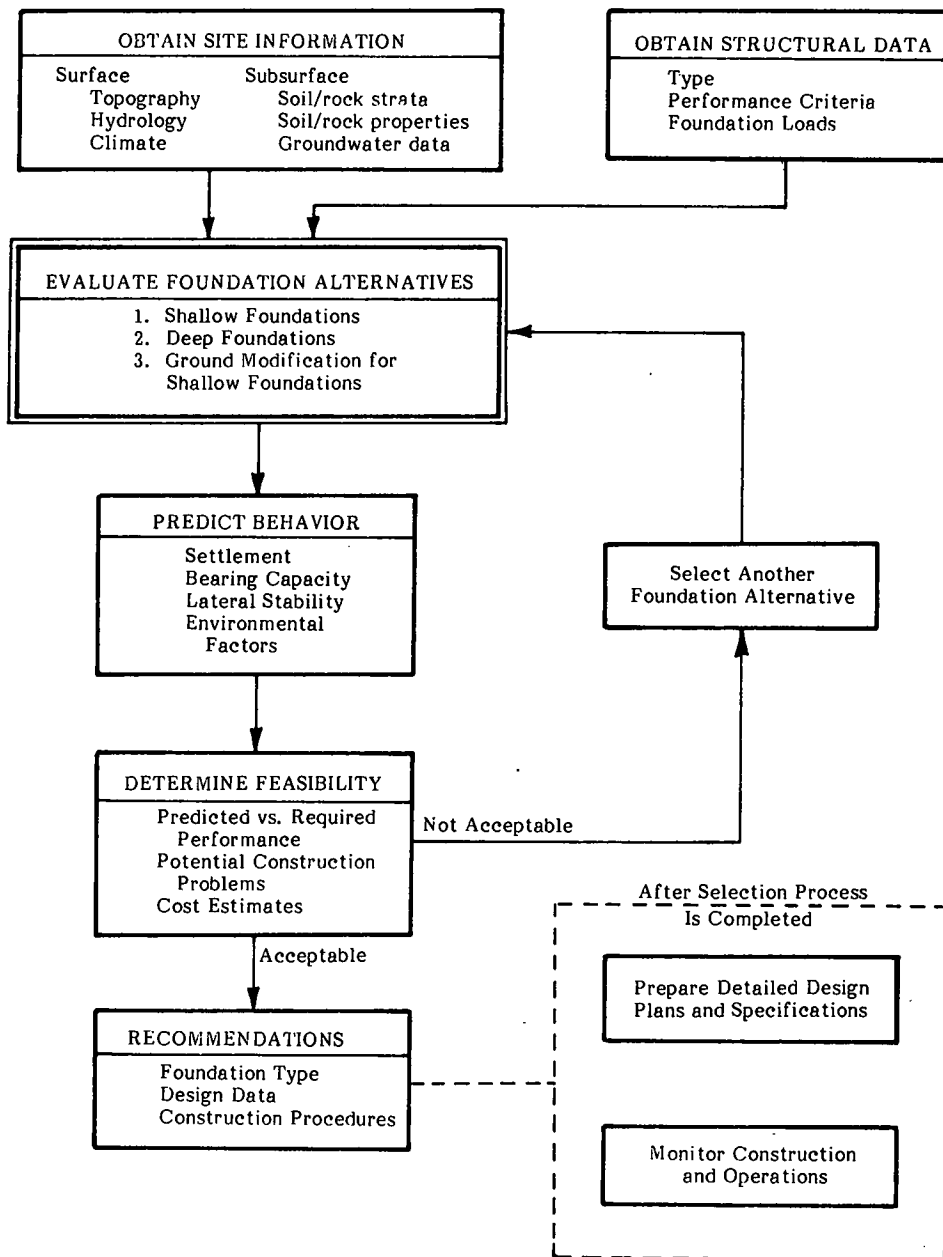 OBTAIN SITE INFORMATION
Surface Subsurface
Topography Soil/rock strata
Hydrology Soil/rock properties
Climate Groundwater data
OBTAIN STRUCTURAL DATA
Type
Performance Criteria
Foundation Loads
EVALUATE FOUNDATION ALTERNATIVES
1. Shallow Foundations
2. Deep Foundations
3. Ground Modification for
Shallow Foundations
PREDICT BEHAVIOR
Settlement
Bearing Capacity
Lateral Stability
Environmental
Factors
Select Another
Foundation Alternative
DETERMINE FEASIBILITY
Predicted vs. Required
Performance
Potential Construction
Problems
Cost Estimates
Not Acceptable
Acceptable
RECOMMENDATIONS
Foundation Type
Design Data
Construction Procedures
After Selection Process
Is Completed
Prepare Detailed Design
Plans and Specifications
Monitor Construction
and Operations